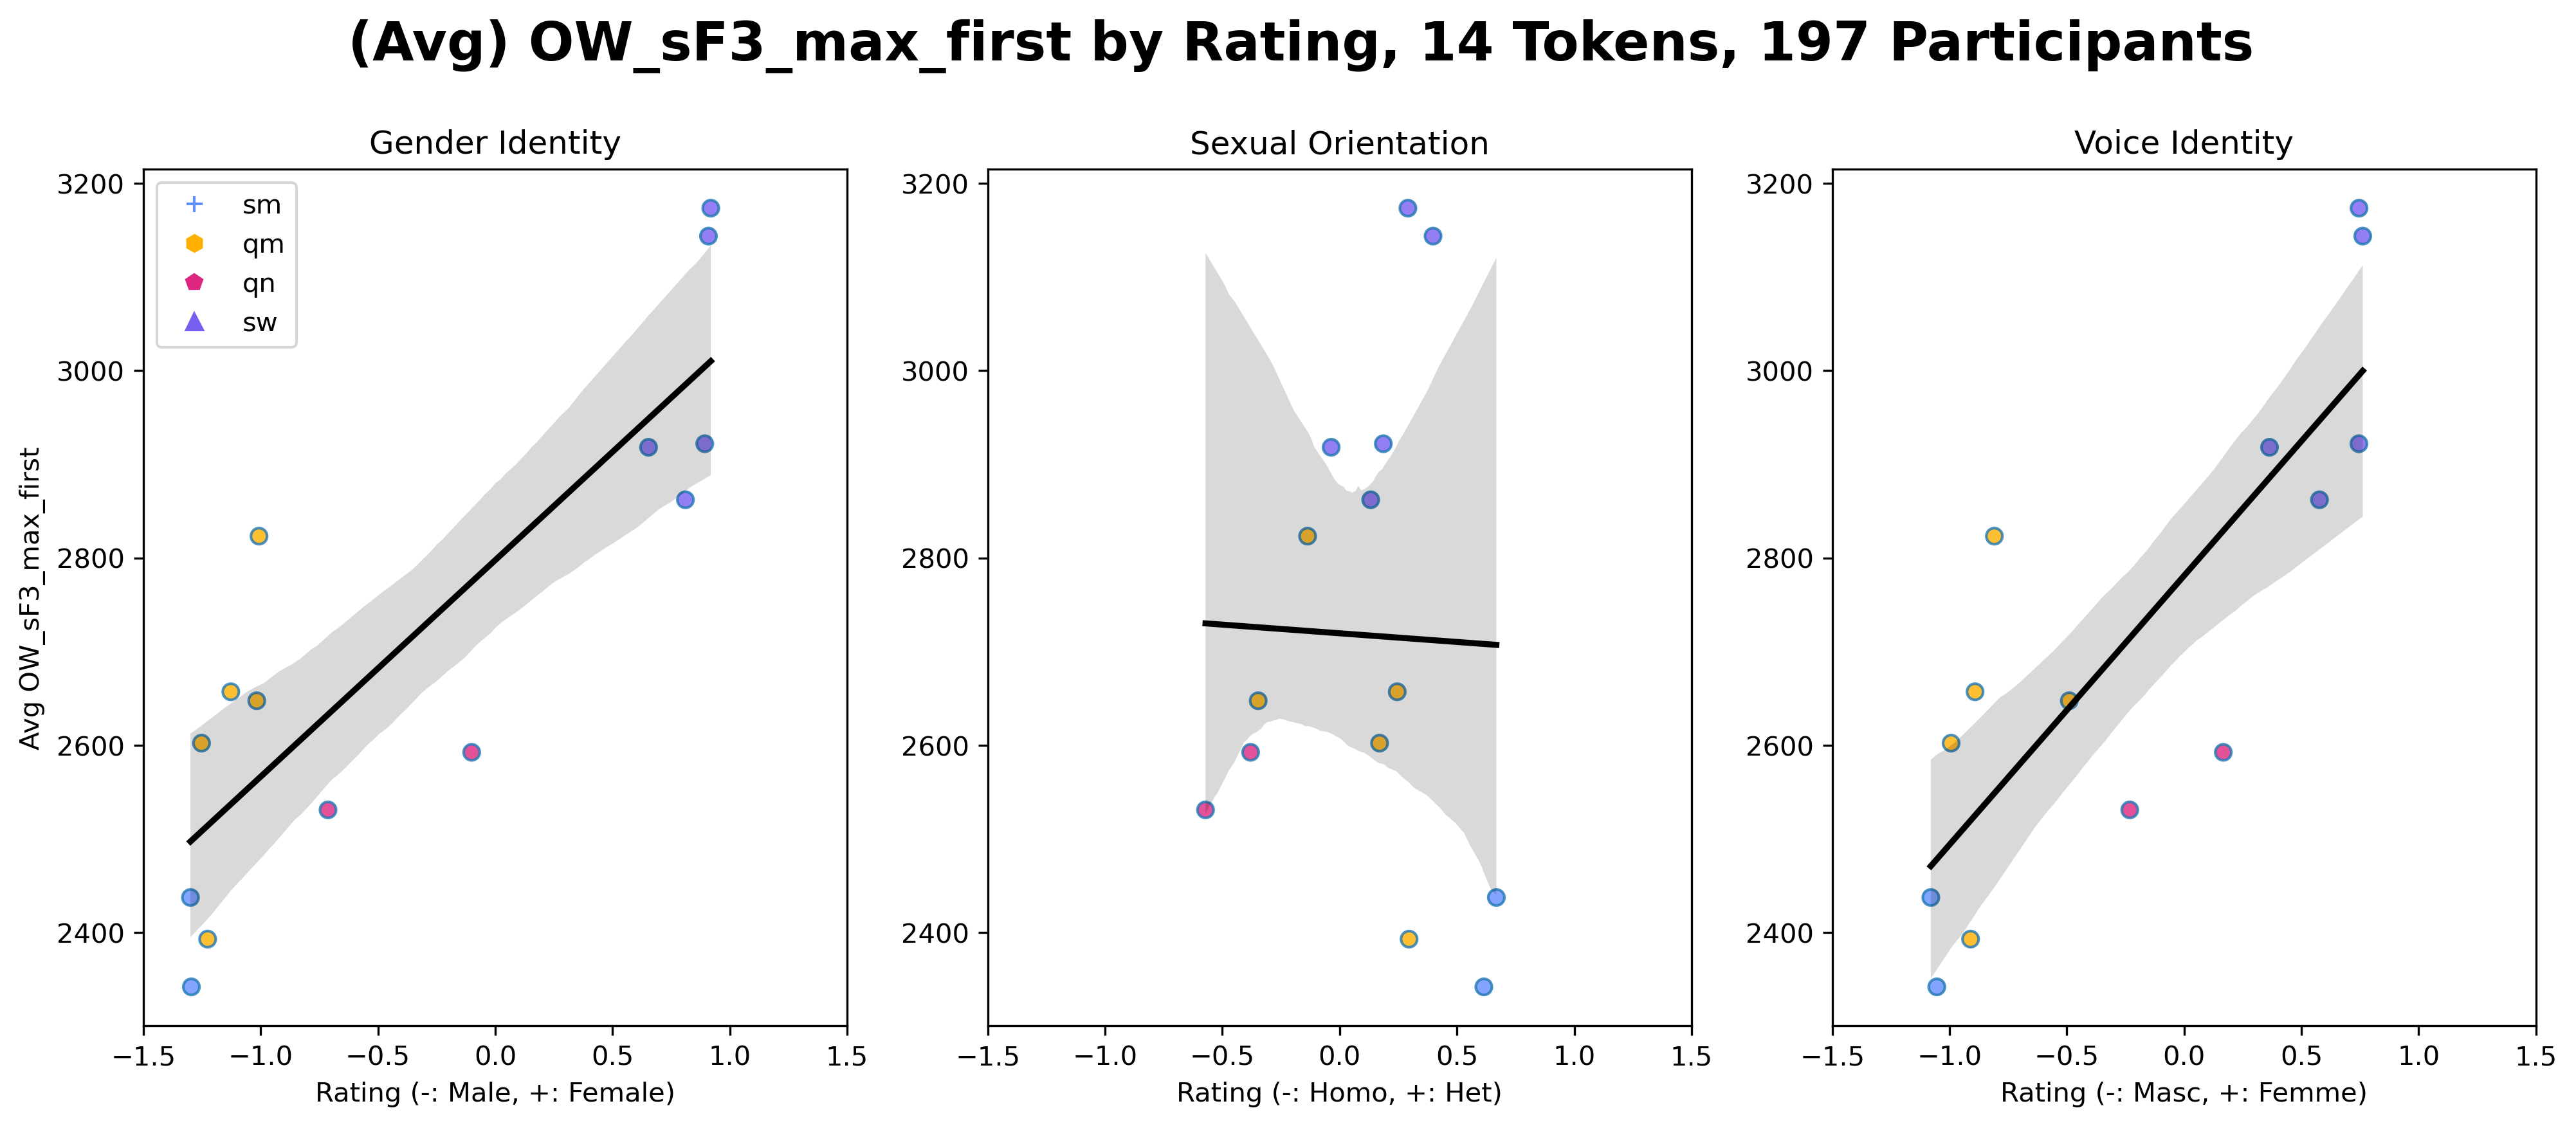 (Avg) OW_sF3_max_first by Rating, 14 Tokens, 197 Participants
Gender Identity
Sexual Orientation
Voice Identity
sm
qm
qn
sw
Avg OW_sF3_max_first
3200
3000
2800
2600
2400
−1.5 −1.0 −0.5 0.0 0.5 1.0 1.5
Rating (-: Male, +: Female)
3200
3000
2800
2600
2400
−1.5 −1.0 −0.5 0.0 0.5 1.0 1.5
Rating (-: Homo, +: Het)
3200
3000
2800
2600
2400
−1.5 −1.0 −0.5 0.0 0.5 1.0 1.5
Rating (-: Masc, +: Femme)